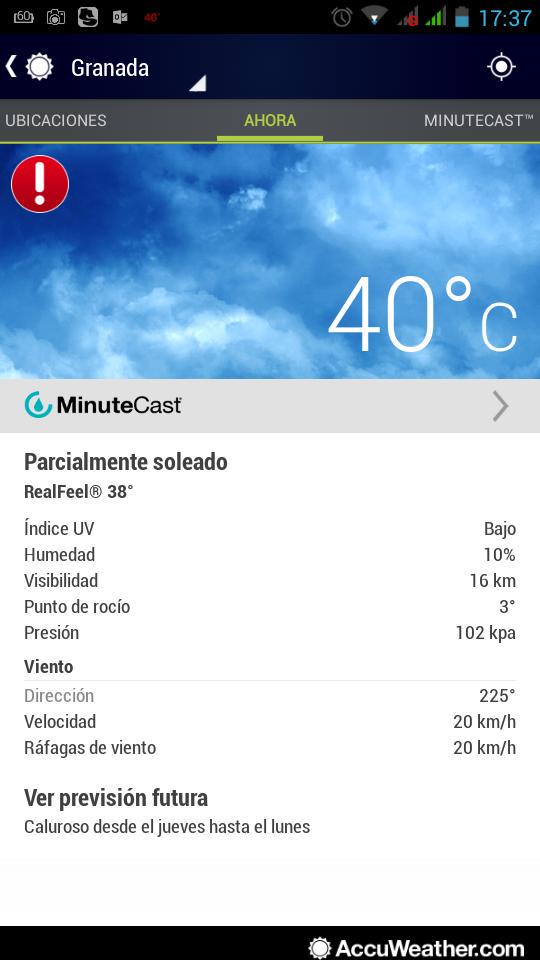 60 40° 17:37
Granada
UBICACIONES AHORA MINUTECAST™
40°C
MinuteCast
Parcialmente soleado
RealFeel® 38°
Índice UV Bajo
Humedad 10%
Visibilidad 16 km
Punto de rocío 3°
Presión 102 kpa
Viento
Dirección 225°
Velocidad 20 km/h
Ráfagas de viento 20 km/h
Ver previsión futura
Caluroso desde el jueves hasta el lunes
AccuWeather.com